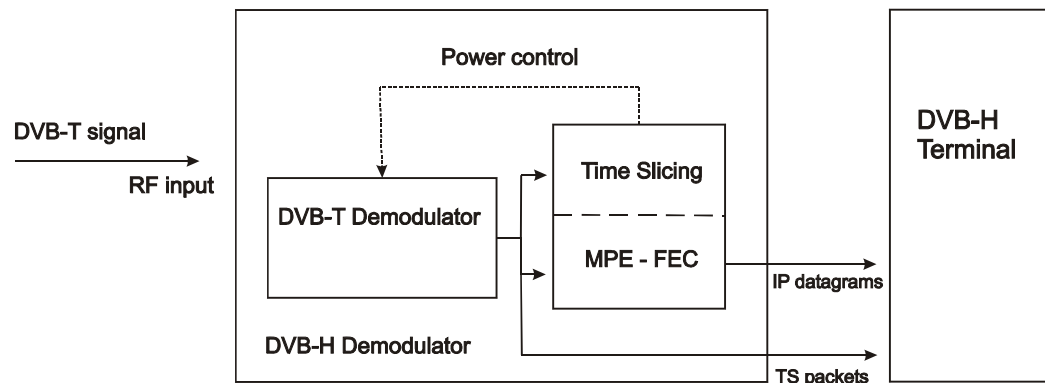 Power control
DVB-T signal
RF input
DVB-T Demodulator
Time Slicing
MPE - FEC
DVB-H Demodulator
IP datagrams
TS packets
DVB-H
Terminal